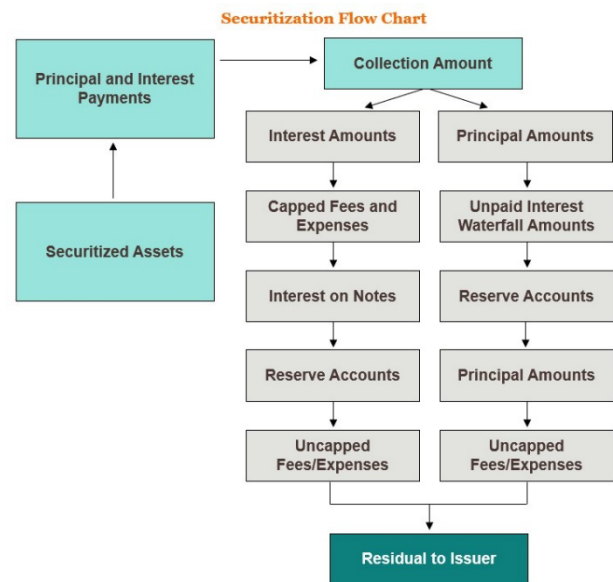 Securitization Flow Chart
Principal and Interest
Payments
Collection Amount
Interest Amounts
Principal Amounts
Securitized Assets
Capped Fees and
Expenses
Unpaid Interest
Waterfall Amounts
Interest on Notes
Reserve Accounts
Reserve Accounts
Principal Amounts
Uncapped
Fees/Expenses
Uncapped
Fees/Expenses
Residual to Issuer